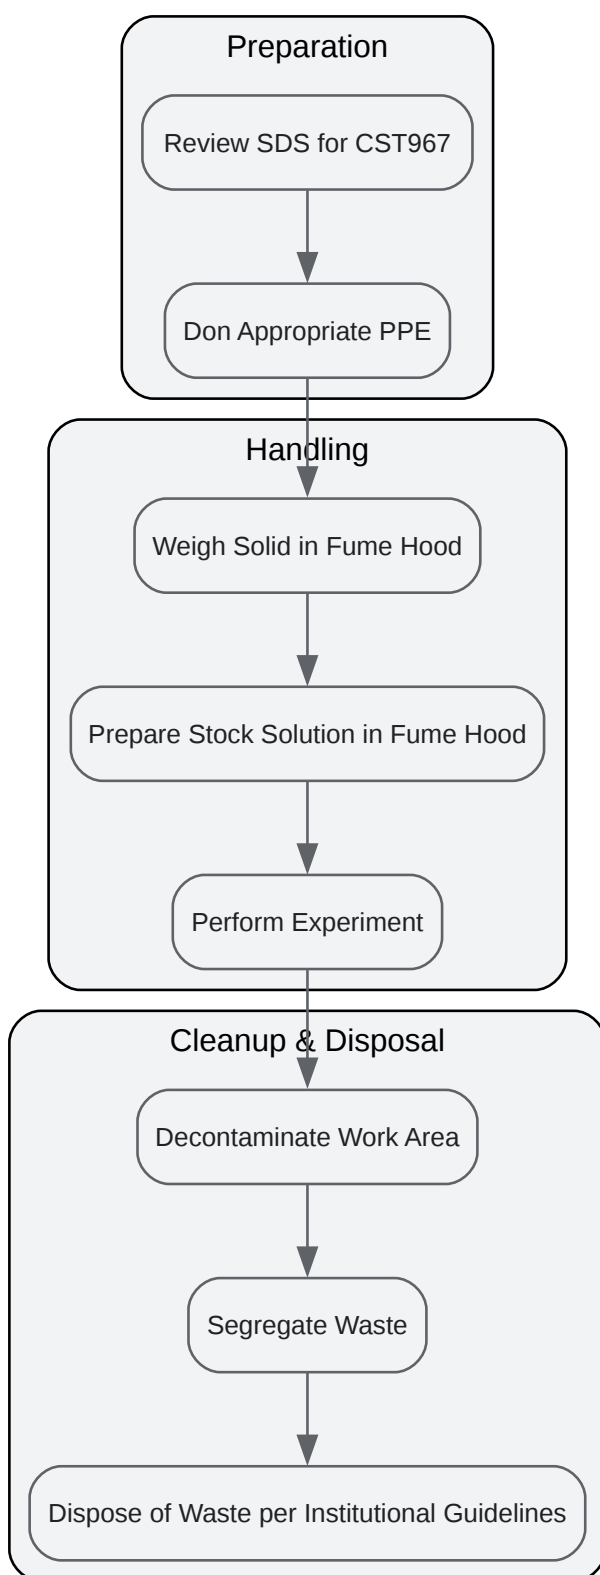 Preparation
Review SDS for CST967
Don Appropriate PPE
Handling
Weigh Solid in Fume Hood
Prepare Stock Solution in Fume Hood
Perform Experiment
Cleanup & Disposal
Decontaminate Work Area
Segregate Waste
Dispose of Waste per Institutional Guidelines